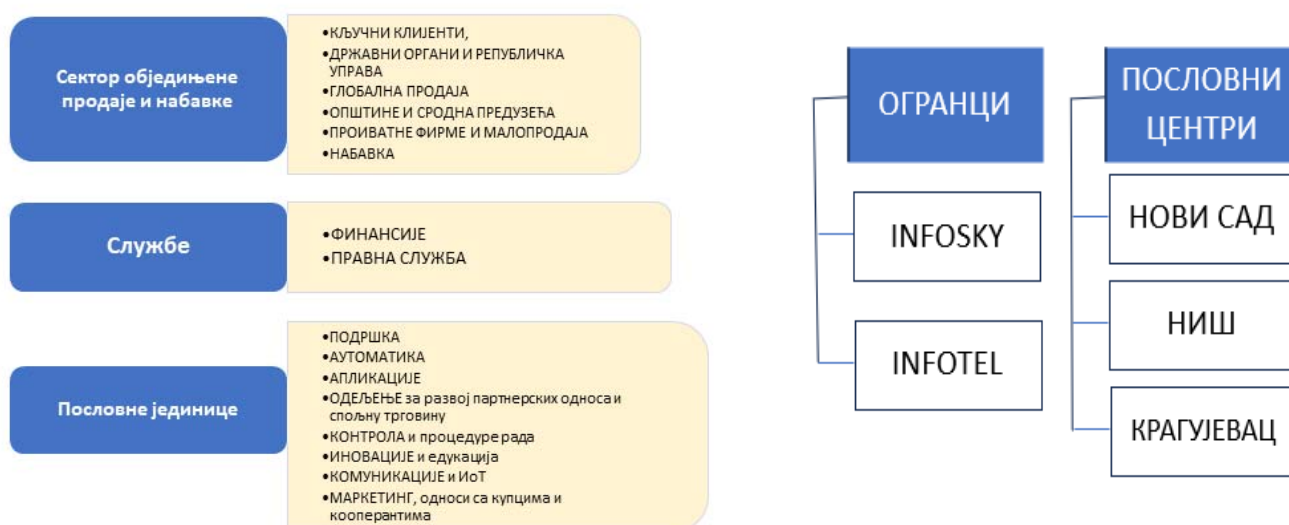 Сектор обједињене
продаје и набавке
•КЉУЧНИ КЛИЈЕНТИ,
•ДРЖАВНИ ОРГАНИ И РЕПУБЛИЧКА
УПРАВА
•ГЛОБАЛНА ПРОДАЈА
•ОПШТИНЕ И СРОДНА ПРЕДУЗЕЋА
•ПРОИВАТНЕ ФИРМЕ И МАЛОПРОДАЈА
•НАБАВКА
Службе
•ФИНАНСИЈЕ
•ПРАВНА СЛУЖБА
Пословне јединице
•ПОДРШКА
•АУТОМАТИКА
•АПЛИКАЦИЈЕ
•ОДЕЉЕЊЕ за развој партнерских односа и
спољну трговину
•КОНТРОЛА и процедуре рада
•ИНОВАЦИЈЕ и едукација
•КОМУНИКАЦИЈЕ и ИоТ
•МАРКЕТИНГ, односи са купцима и
кооперантима
ОГРАНЦИ
INFOSKY
INFOTEL
ПОСЛОВНИ
ЦЕНТРИ
НОВИ САД
НИШ
КРАГУЈЕВАЦ